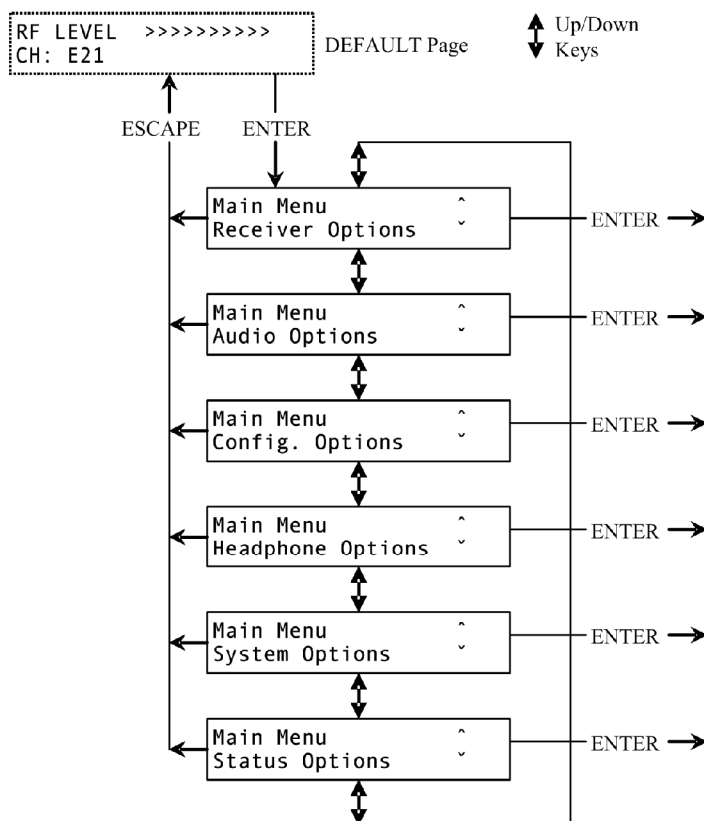 RF LEVEL >>>>>>>>>>
CH: E21
DEFAULT Page
Up/Down
Keys
ESCAPE
ENTER
Main Menu ˆ
Receiver Options ˇ
ENTER
Main Menu ˆ
Audio Options ˇ
ENTER
Main Menu ˆ
Config. Options ˇ
ENTER
Main Menu ˆ
Headphone Options ˇ
ENTER
Main Menu ˆ
System Options ˇ
ENTER
Main Menu ˆ
Status Options ˇ
ENTER